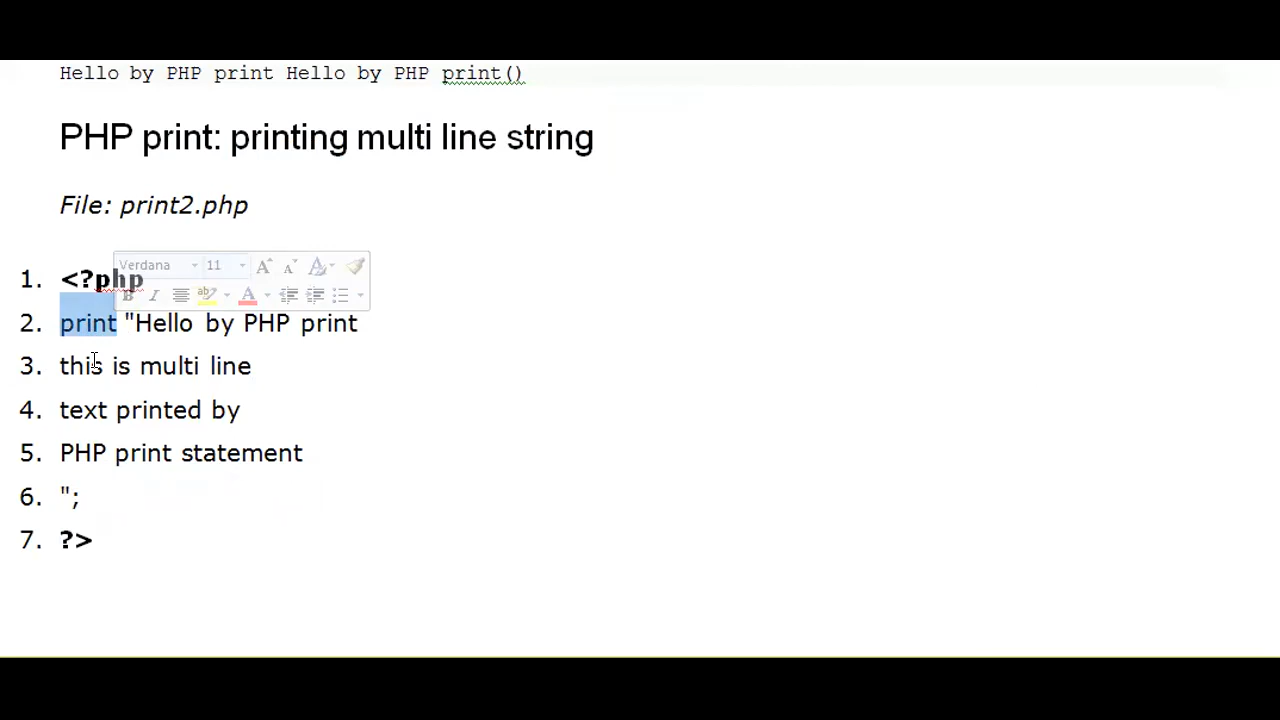 Hello by PHP print Hello by PHP print()
PHP print: printing multi line string
File: print2.php
Verdana 11
1. <?php
2. print "Hello by PHP print
3. this is multi line
4. text printed by
5. PHP print statement
6. ";
7. ?>